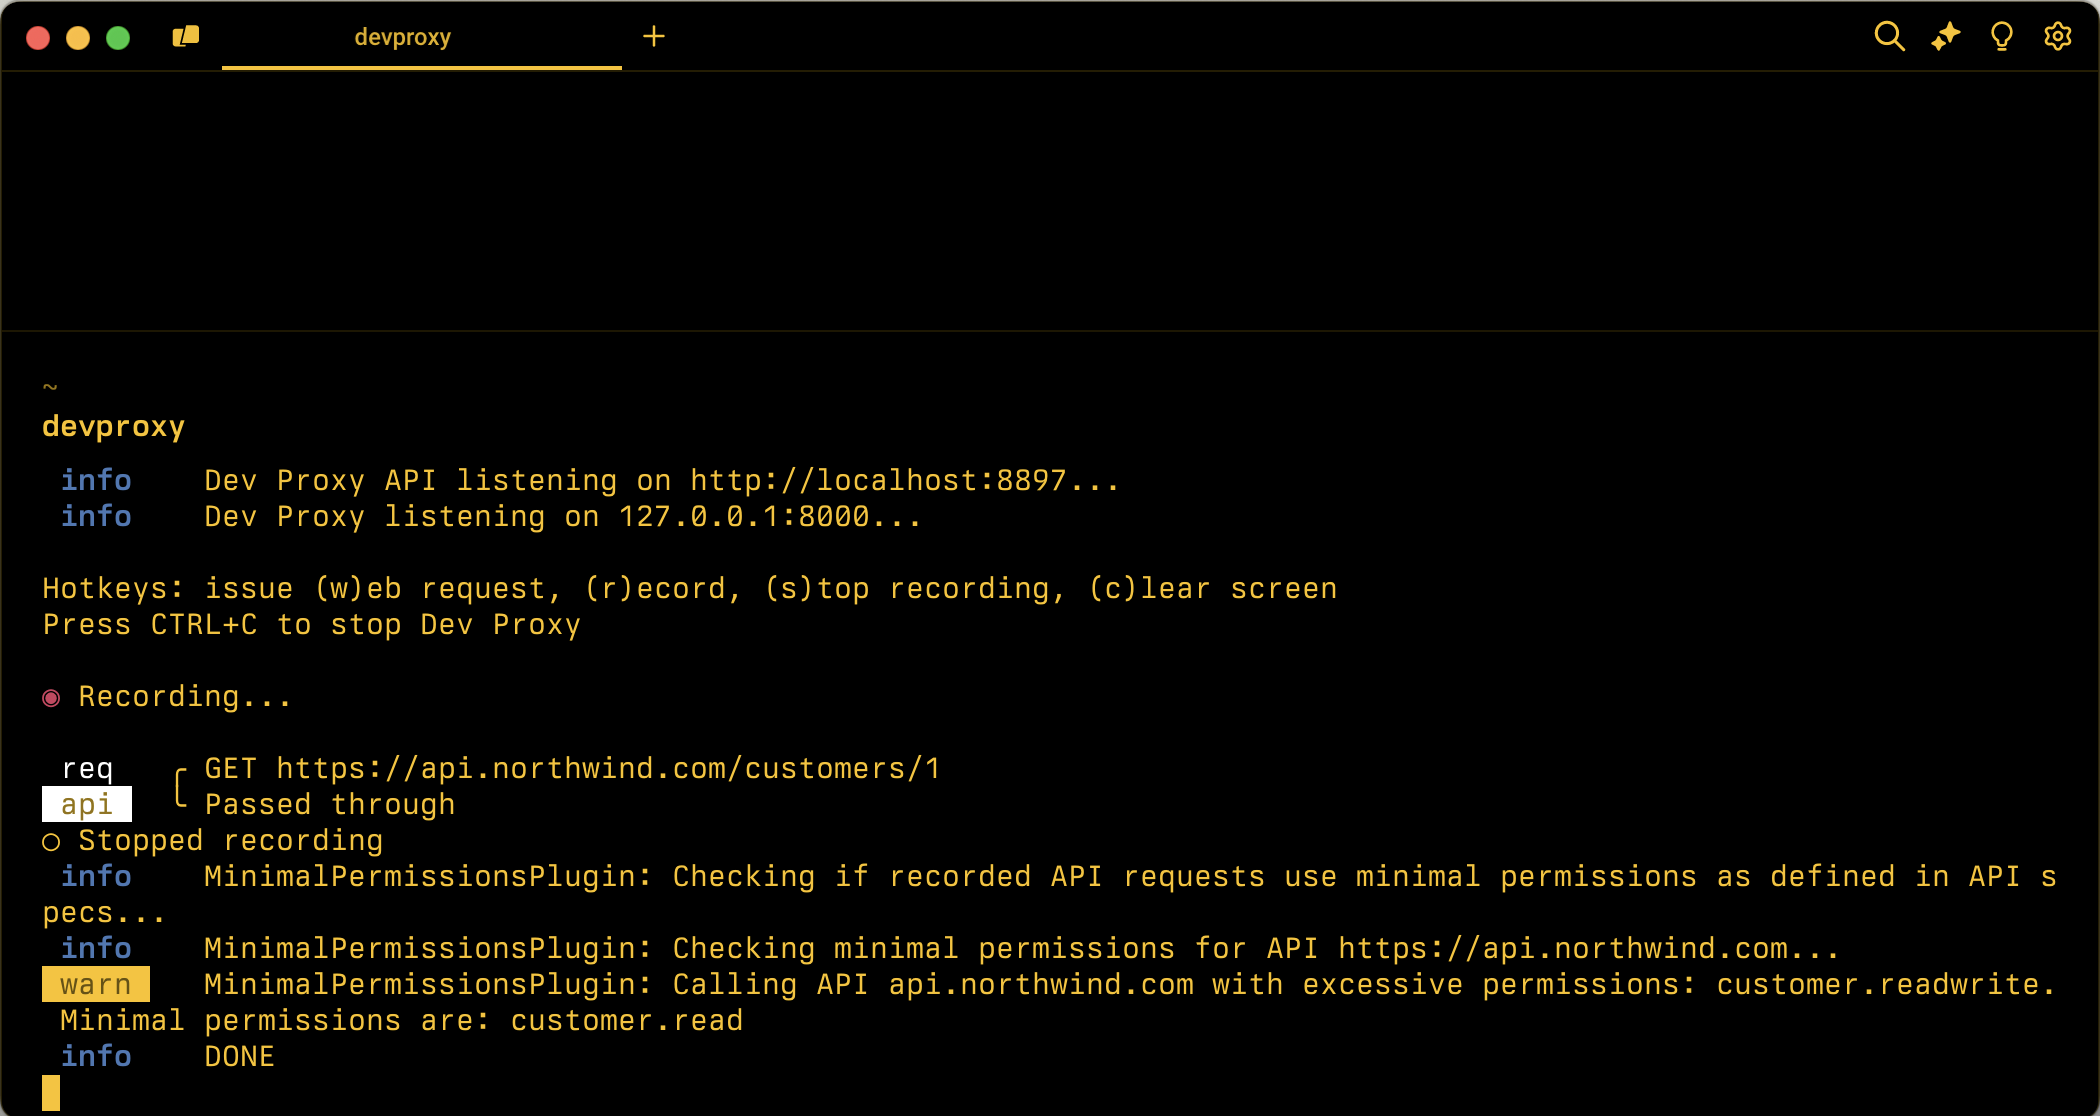 devproxy
~
devproxy
info Dev Proxy API listening on http://localhost:8897...
info Dev Proxy listening on 127.0.0.1:8000...
Hotkeys: issue (w)eb request, (r)ecord, (s)top recording, (c)lear screen
Press CTRL+C to stop Dev Proxy
◉ Recording...
req ╭ GET https://api.northwind.com/customers/1
api ╰ Passed through
○ Stopped recording
info MinimalPermissionsPlugin: Checking if recorded API requests use minimal permissions as defined in API s
pecs...
info MinimalPermissionsPlugin: Checking minimal permissions for API https://api.northwind.com...
warn MinimalPermissionsPlugin: Calling API api.northwind.com with excessive permissions: customer.readwrite.
Minimal permissions are: customer.read
info DONE